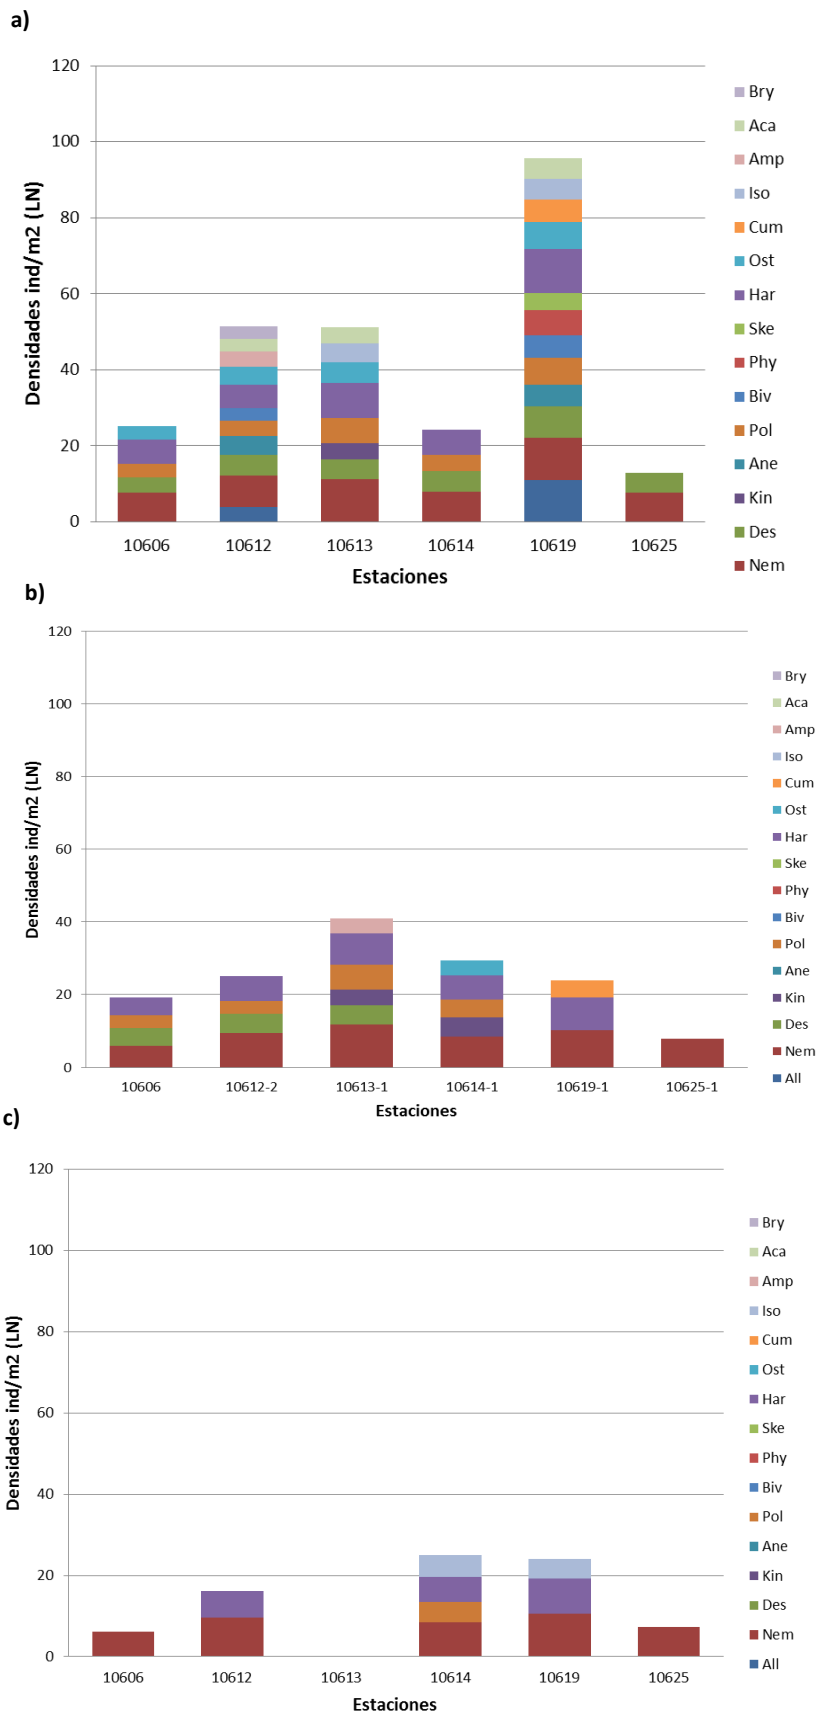 a)
Densidades ind/m2 (LN)
120
100
80
60
40
20
0
10606 10612 10613 10614 10619 10625
Estaciones
Bry
Aca
Amp
Iso
Cum
Ost
Har
Ske
Phy
Biv
Pol
Ane
Kin
Des
Nem
b)
Densidades ind/m2 (LN)
120
100
80
60
40
20
0
10606 10612-2 10613-1 10614-1 10619-1 10625-1
Estaciones
Bry
Aca
Amp
Iso
Cum
Ost
Har
Ske
Phy
Biv
Pol
Ane
Kin
Des
Nem
All
c)
Densidades ind/m2 (LN)
120
100
80
60
40
20
0
10606 10612 10613 10614 10619 10625
Estaciones
Bry
Aca
Amp
Iso
Cum
Ost
Har
Ske
Phy
Biv
Pol
Ane
Kin
Des
Nem
All